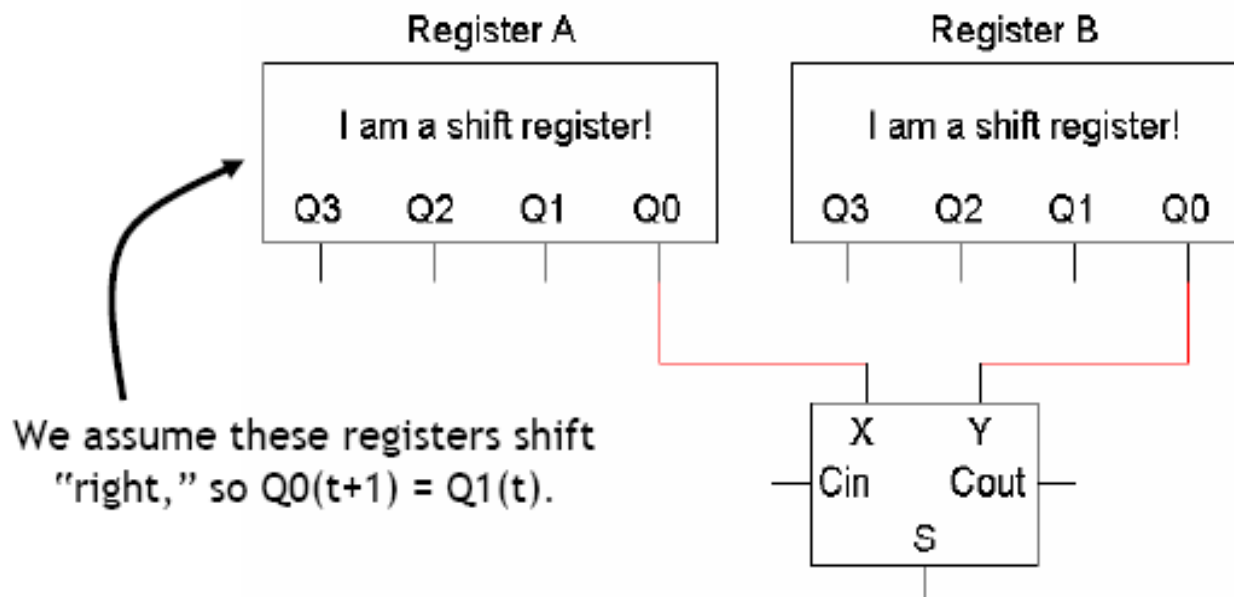 Register A Register B
I am a shift register! I am a shift register!
Q3 Q2 Q1 Q0 Q3 Q2 Q1 Q0
We assume these registers shift
"right," so Q0(t+1) = Q1(t).
X Y
Cin Cout
S